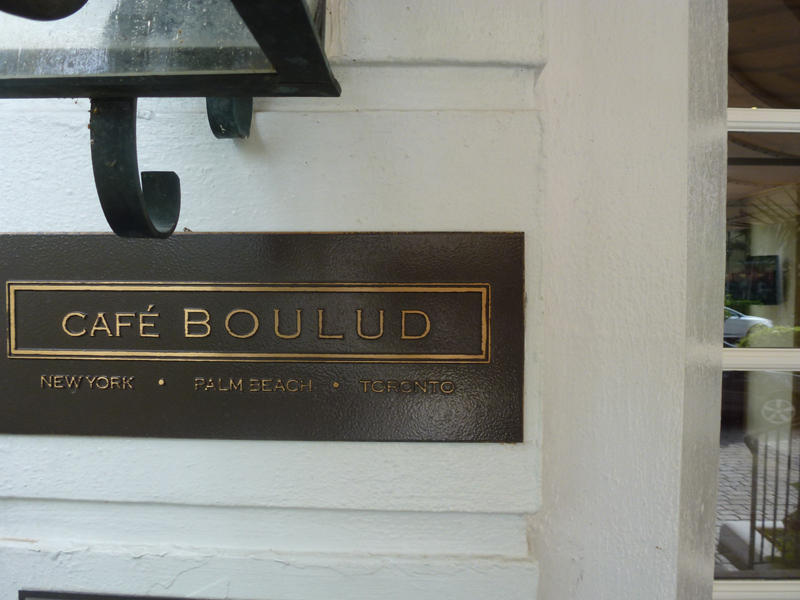 CAFÉ BOULUD
NEW YORK • PALM BEACH • TORONTO